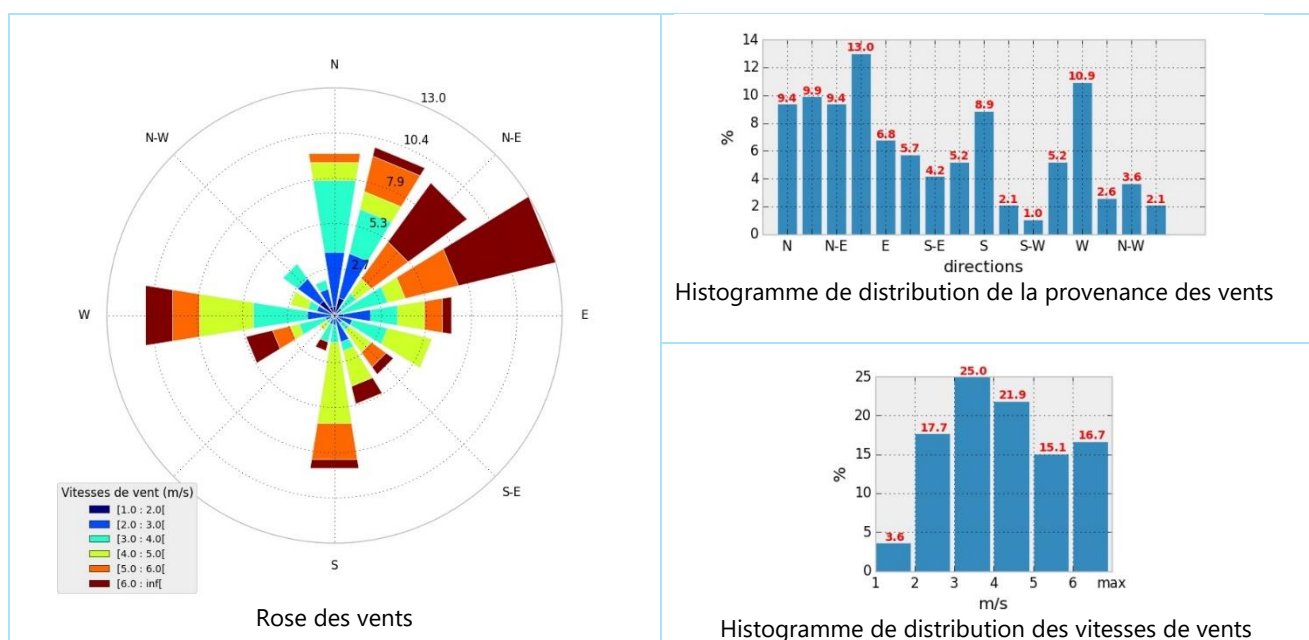 N
N-E
E
S-E
S
W
N-W
13.0
10.4
7.9
5.3
2.7
Vitesses de vent (m/s)
[1.0 : 2.0[
[2.0 : 3.0[
[3.0 : 4.0[
[4.0 : 5.0[
[5.0 : 6.0[
[6.0 : inf[
Rose des vents
14
12
10
8
6
4
2
0
%
9.4 9.9 9.4 13.0 6.8 5.7 4.2 5.2 8.9 2.1 1.0 5.2 10.9 2.6 3.6 2.1
N N-E E S-E S S-W W N-W
directions
Histogramme de distribution de la provenance des vents
25
20
15
10
5
0
%
3.6 17.7 25.0 21.9 15.1 16.7
1 2 3 4 5 6 max
m/s
Histogramme de distribution des vitesses de vents